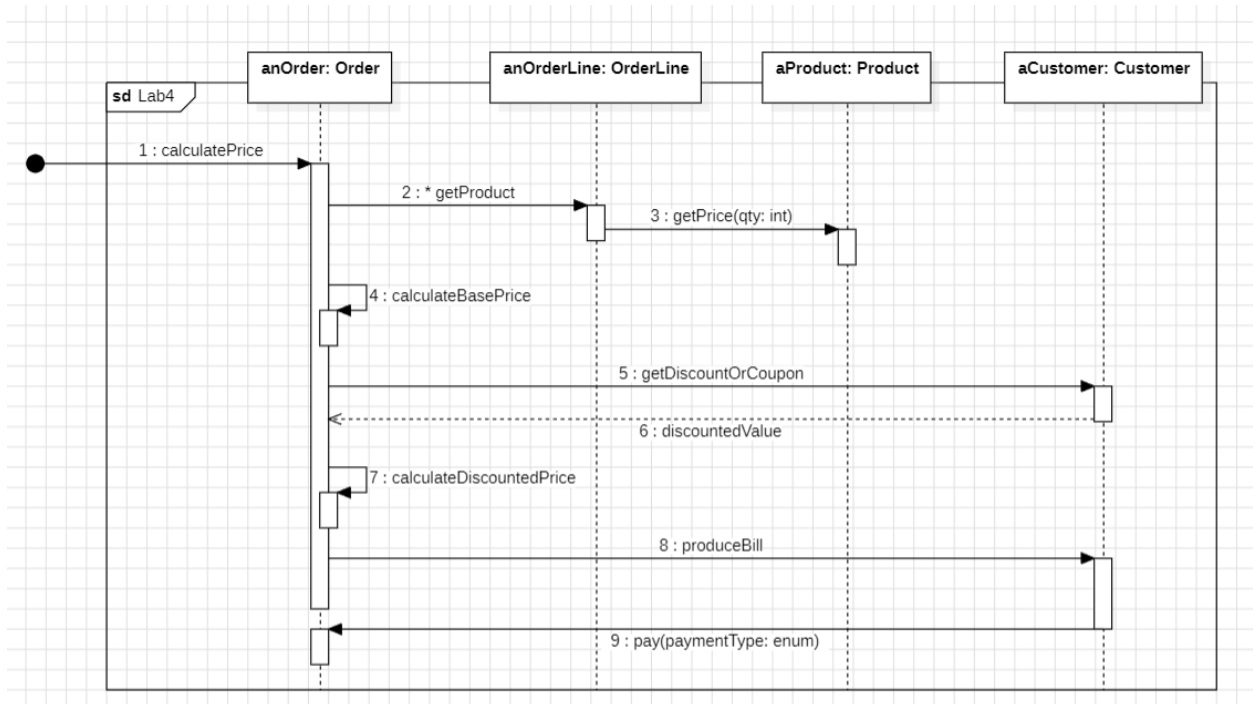 anOrder: Order
anOrderLine: OrderLine
aProduct: Product
aCustomer: Customer
sd Lab4
1 : calculatePrice
2 : * getProduct
3 : getPrice(qty: int)
4 : calculateBasePrice
5 : getDiscountOrCoupon
6 : discountedValue
7 : calculateDiscountedPrice
8 : produceBill
9 : pay(paymentType: enum)